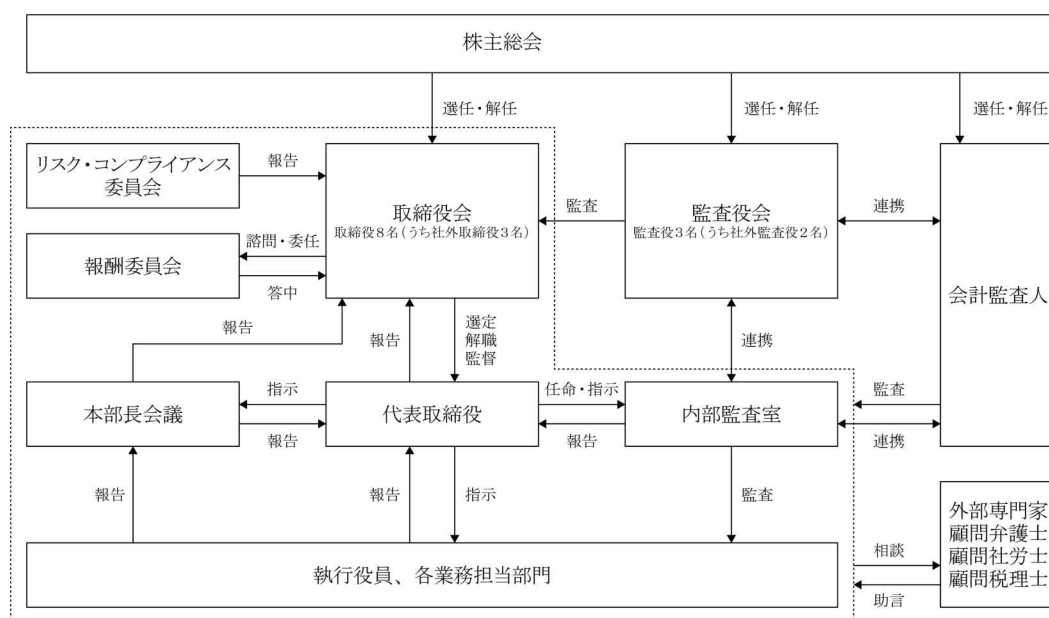 株主総会
選任・解任
選任・解任
選任・解任
リスク・コンプライアンス
委員会
報告
取締役会
取締役8名(うち社外取締役3名)
監査
監査役会
監査役3名(うち社外監査役2名)
連携
会計監査人
諮問・委任
報酬委員会
答申
報告
報告
選定
解職
監督
連携
本部長会議
指示
報告
代表取締役
任命・指示
報告
内部監査室
監査
連携
報告
報告
指示
監査
執行役員、各業務担当部門
相談
助言
外部専門家
顧問弁護士
顧問社労士
顧問税理士